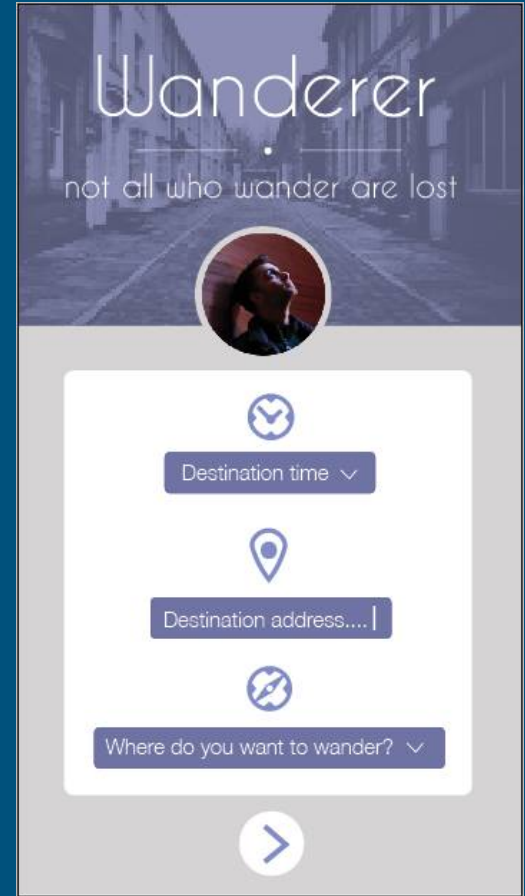 Wanderer
not all who wander are lost
Destination time
Destination address....
Where do you want to wander?